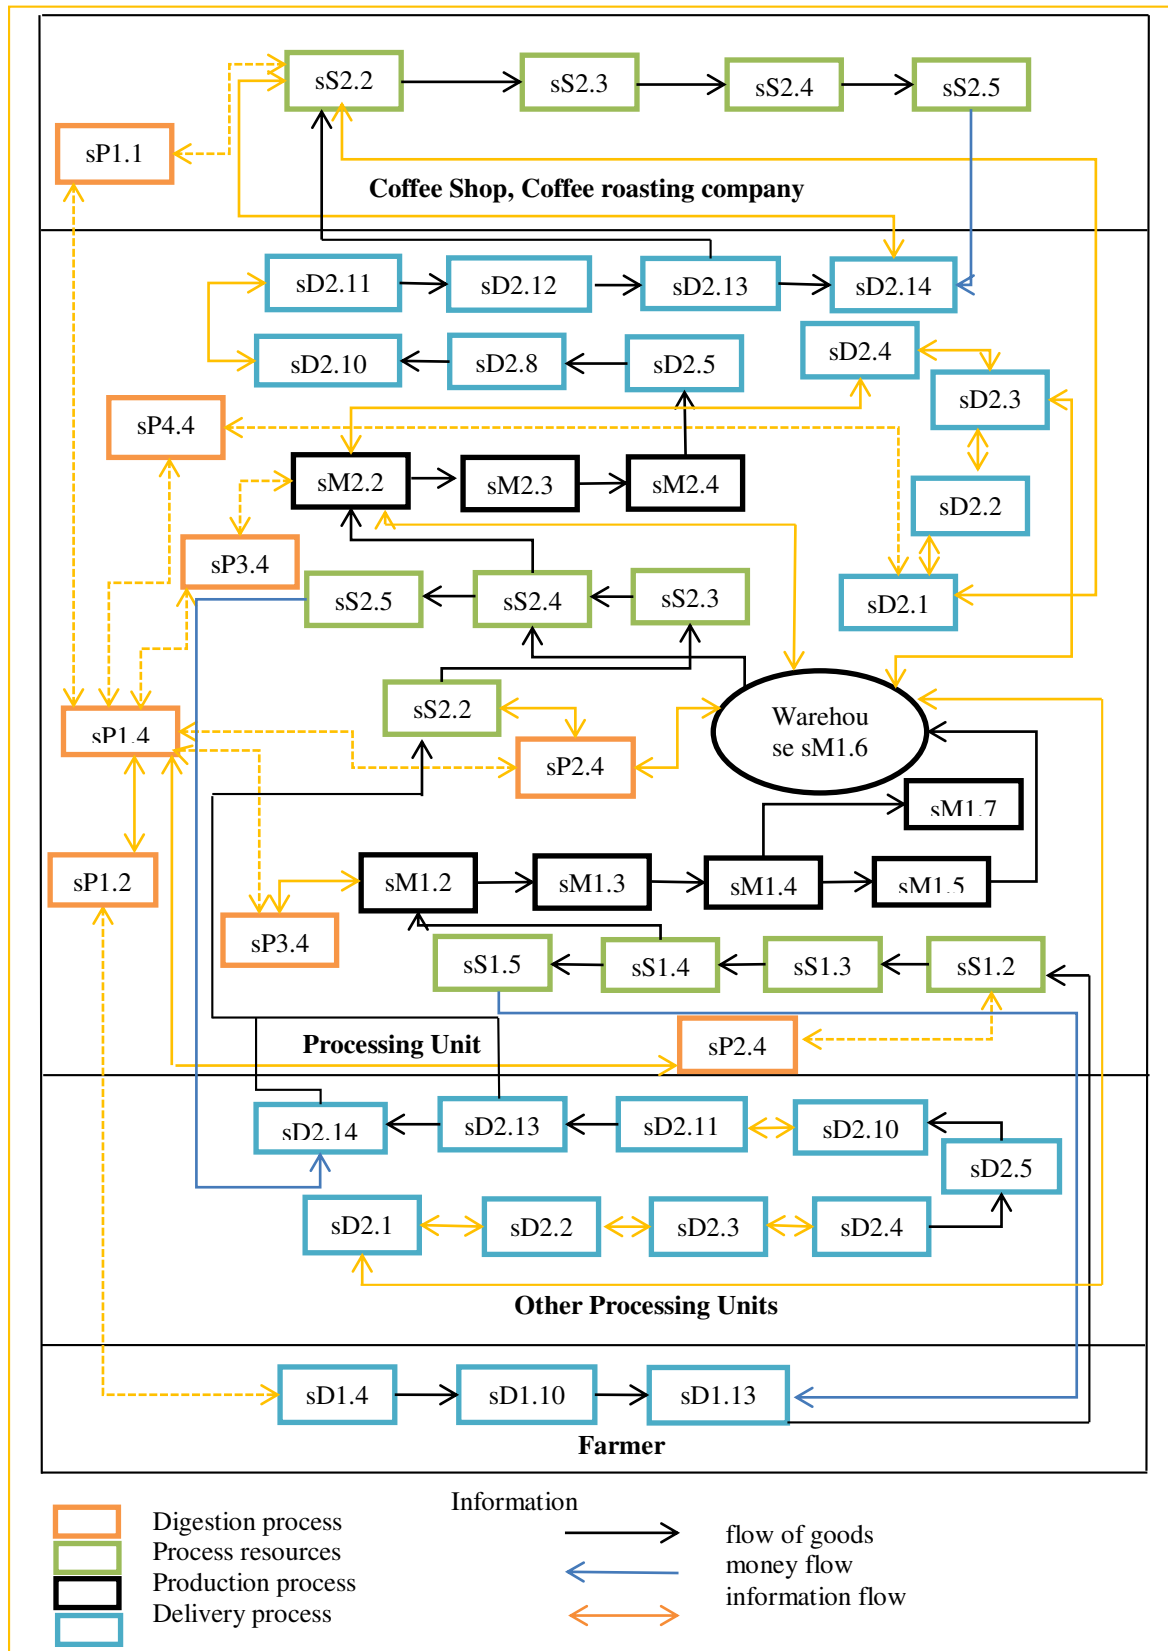 sS2.2
sS2.3
sS2.4
sS2.5
sP1.1
Coffee Shop, Coffee roasting company
sD2.11
sD2.12
sD2.13
sD2.14
sD2.10
sD2.8
sD2.5
sD2.4
sD2.3
sP4.4
sM2.2
sM2.3
sM2.4
sD2.2
sP3.4
sS2.5
sS2.4
sS2.3
sD2.1
sS2.2
sP1.4
sP2.4
Warehou
se sM1.6
sM1.7
sP1.2
sM1.2
sM1.3
sM1.4
sM1.5
sP3.4
sS1.5
sS1.4
sS1.3
sS1.2
Processing Unit
sP2.4
sD2.14
sD2.13
sD2.11
sD2.10
sD2.5
sD2.1
sD2.2
sD2.3
sD2.4
Other Processing Units
sD1.4
sD1.10
sD1.13
Farmer
Information
Digestion process
Process resources
Production process
Delivery process
flow of goods
money flow
information flow